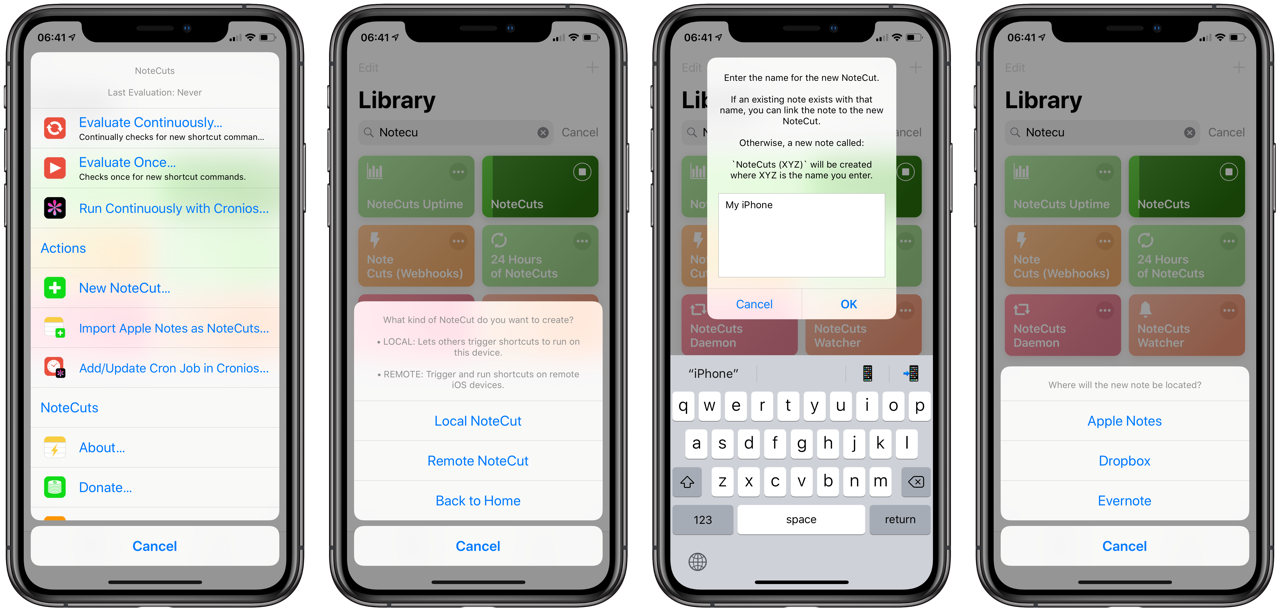 06:41
NoteCuts
Last Evaluation: Never
Evaluate Continuously...
Continually checks for new shortcut comman...
Evaluate Once...
Checks once for new shortcut commands.
Run Continuously with Cronios...
Actions
New NoteCut...
Import Apple Notes as NoteCuts...
Add/Update Cron Job in Cronios...
NoteCuts
About...
Donate...
Cancel
06:41
Edit
Library
Notecu
Cancel
NoteCuts Uptime
NoteCuts
Note
Cuts (Webhooks)
24 Hours
of NoteCuts
What kind of NoteCut do you want to create?
• LOCAL: Lets others trigger shortcuts to run on
this device.
• REMOTE: Trigger and run shortcuts on remote
iOS devices.
Local NoteCut
Remote NoteCut
Back to Home
Cancel
06:41
Edit
Lib
N
ancel
Enter the name for the new NoteCut.
If an existing note exists with that
name, you can link the note to the new
NoteCut.
Otherwise, a new note called:
`NoteCuts (XYZ)` will be created
where XYZ is the name you enter.
My iPhone
Cancel
OK
NoteCuts
Daemon
NoteCuts
Watcher
“iPhone”
q w e r t y u i o p
a s d f g h j k l
z x c v b n m
123
space
return
06:41
Edit
Library
Notecu
Cancel
NoteCuts Uptime
NoteCuts
Note
Cuts (Webhooks)
24 Hours
of NoteCuts
NoteCuts
Daemon
NoteCuts
Watcher
Where will the new note be located?
Apple Notes
Dropbox
Evernote
Cancel